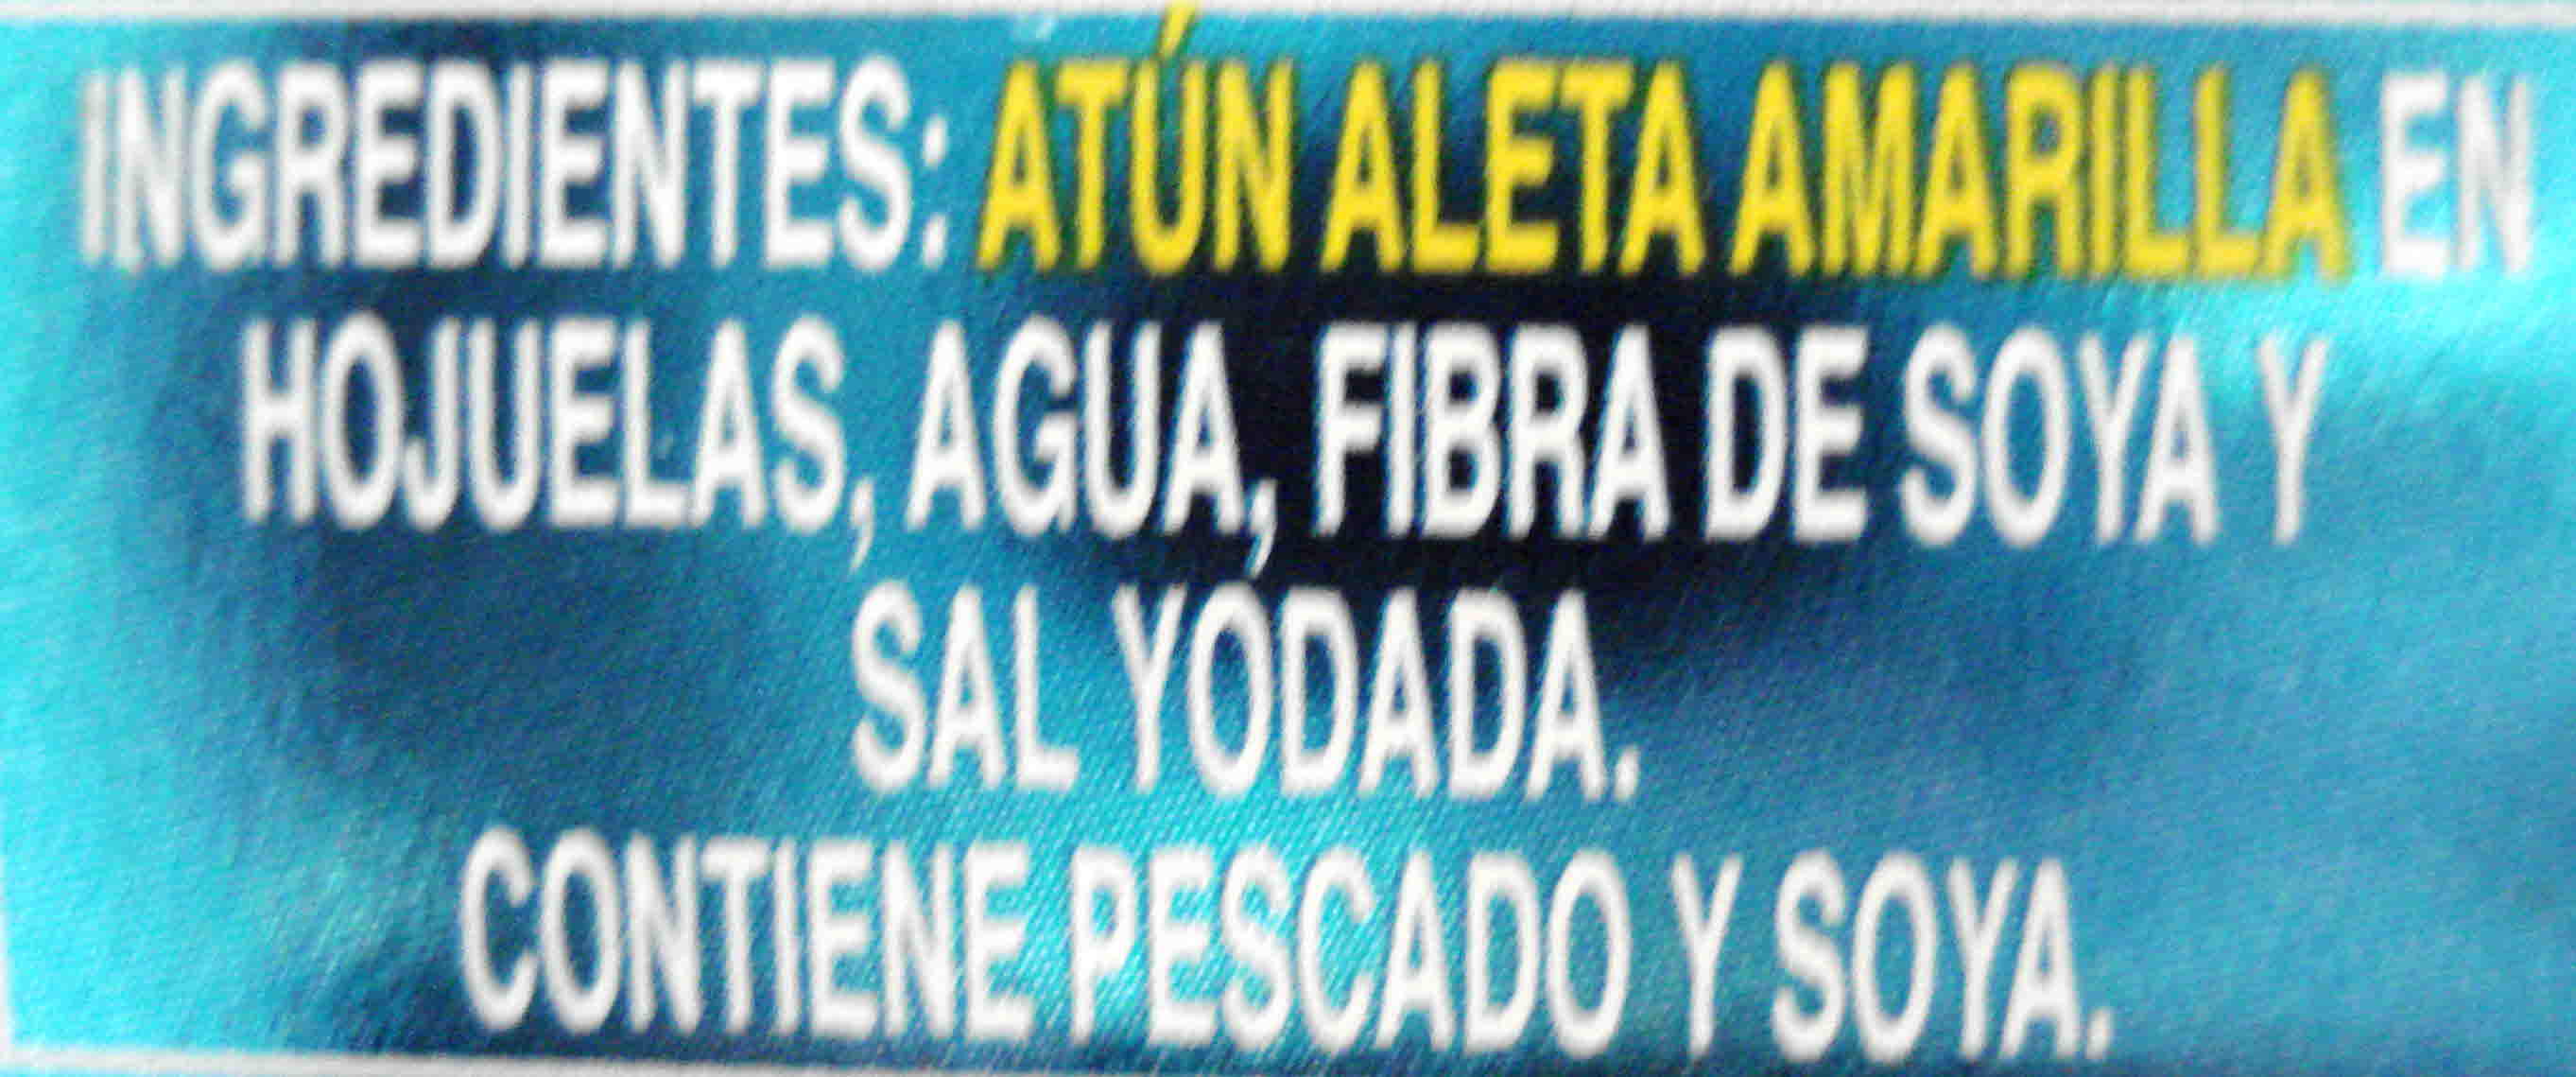 INGREDIENTES: ATÚN ALETA AMARILLA EN
HOJUELAS, AGUA, FIBRA DE SOYA Y
SAL YODADA.
CONTIENE PESCADO Y SOYA.